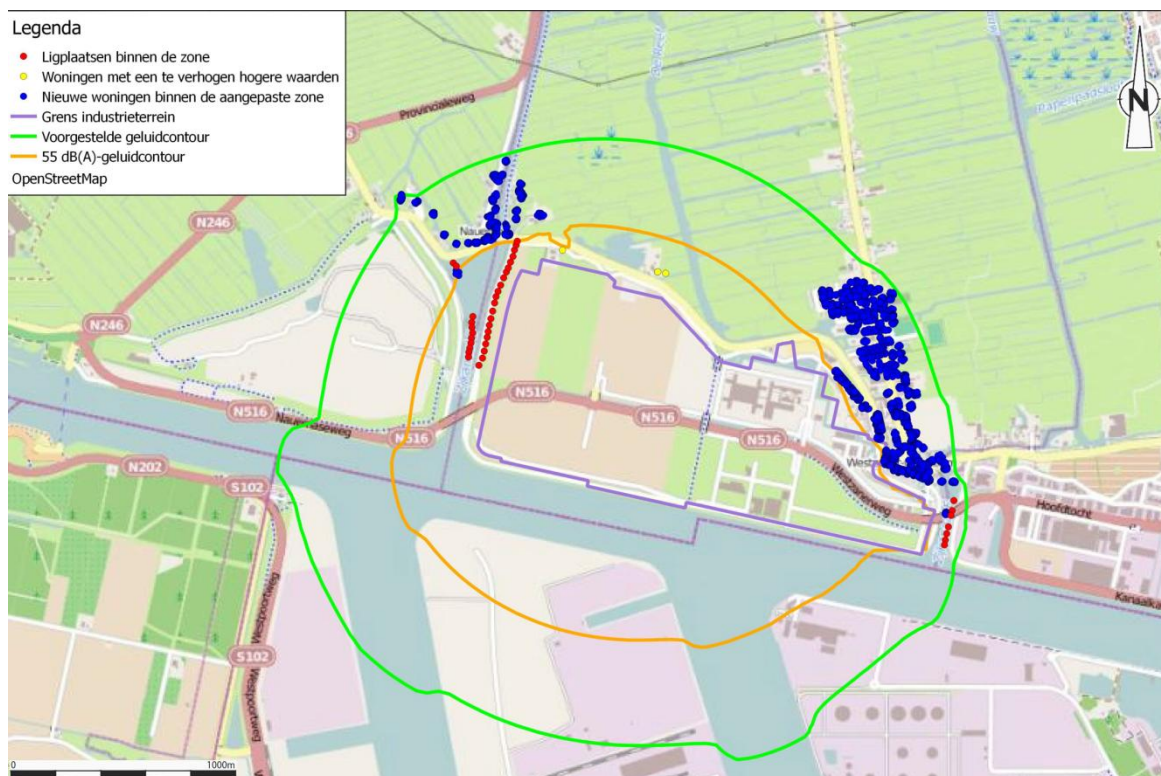 Legenda
Ligplaatsen binnen de zone
Woningen met een te verhogen hogere waarden
Nieuwe woningen binnen de aangepaste zone
Grens industrieterrein
Voorgestelde geluidcontour
55 dB(A)-geluidcontour
OpenStreetMap
N
Provincialeweg
N246
N246
N516
N516
N516
N516
Westzanerweg
Hoofdtocht
N202
S102
Westpoortweg
S102
Westpoortweg
0
1000m